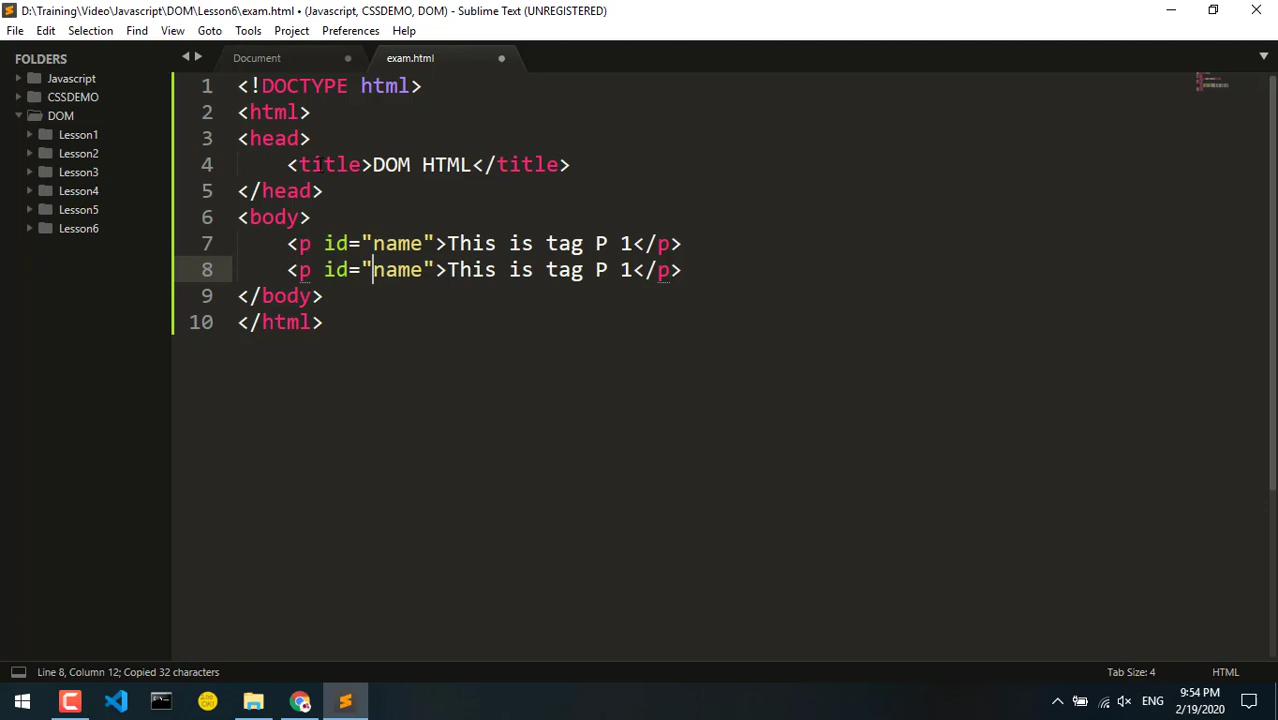 D:\Training\Video\Javascript\DOM\Lesson6\exam.html • (Javascript, CSSDEMO, DOM) - Sublime Text (UNREGISTERED)
File Edit Selection Find View Goto Tools Project Preferences Help
FOLDERS
Javascript
CSSDEMO
DOM
Lesson1
Lesson2
Lesson3
Lesson4
Lesson5
Lesson6
Document
exam.html
1 <!DOCTYPE html>
2 <html>
3 <head>
4 <title>DOM HTML</title>
5 </head>
6 <body>
7 <p id="name">This is tag P 1</p>
8 <p id="name">This is tag P 1</p>
9 </body>
10 </html>
Line 8, Column 12; Copied 32 characters
Tab Size: 4
HTML
ENG
9:54 PM
2/19/2020